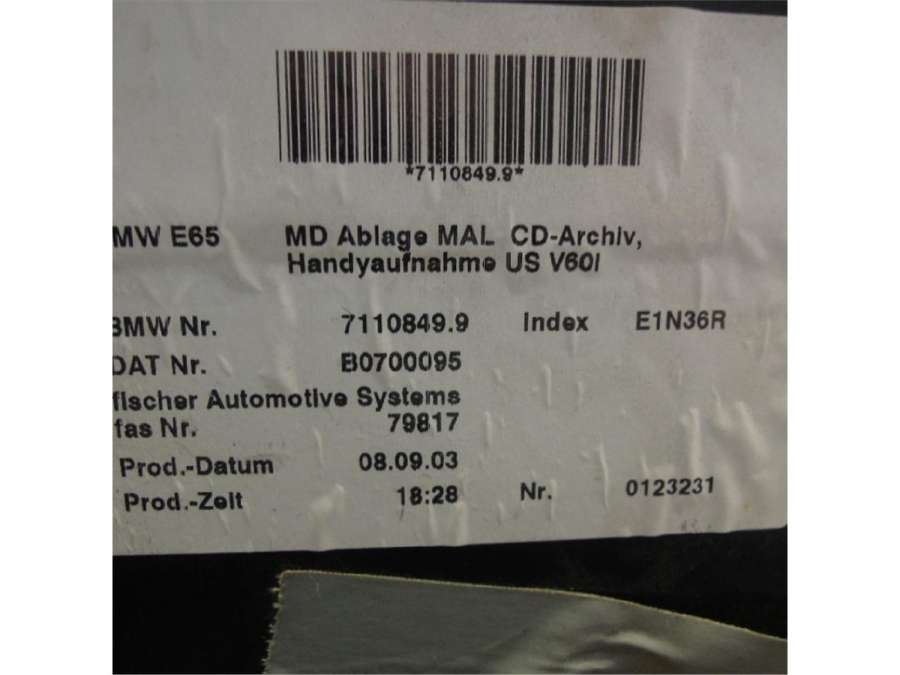 *7110849.9*
MW E65 MD Ablage MAL CD-Archiv,
Handyaufnahme US V60I
BMW Nr. 7110849.9 Index E1N36R
DAT Nr. B0700095
fischer Automotive Systems
fas Nr. 79817
Prod.-Datum 08.09.03
Prod.-Zeit 18:28 Nr. 0123231